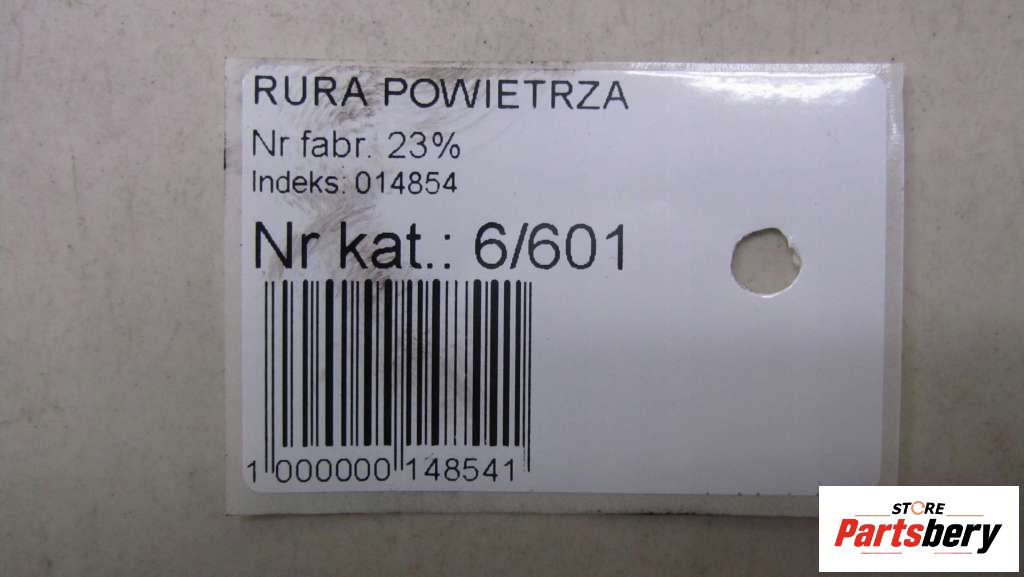 RURA POWIETRZA
Nr fabr. 23%
Indeks: 014854
Nr kat.: 6/601
1 000000 148541
STORE
Partsbery